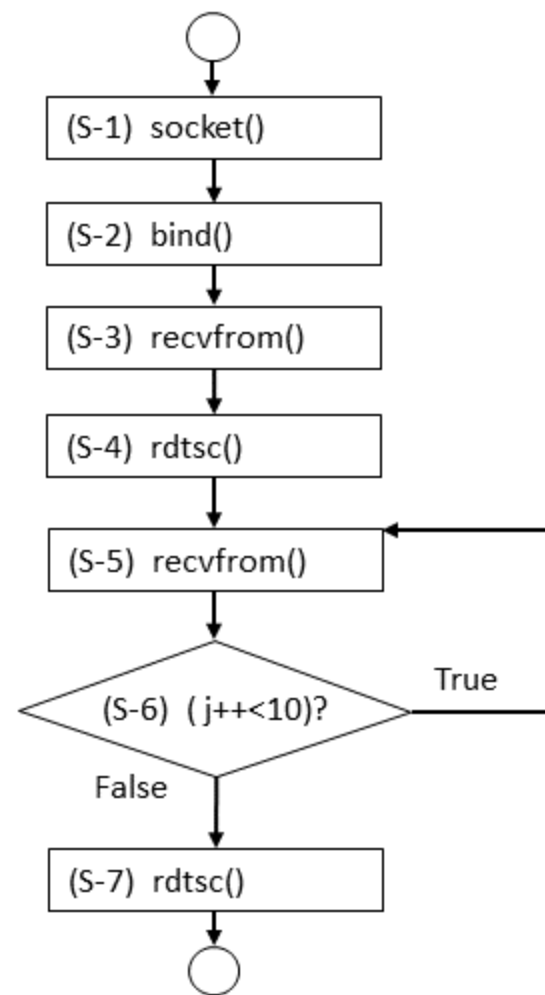 (S-1) socket()
(S-2) bind()
(S-3) recvfrom()
(S-4) rdtsc()
(S-5) recvfrom()
True
(S-6) ( j++<10)?
False
(S-7) rdtsc()